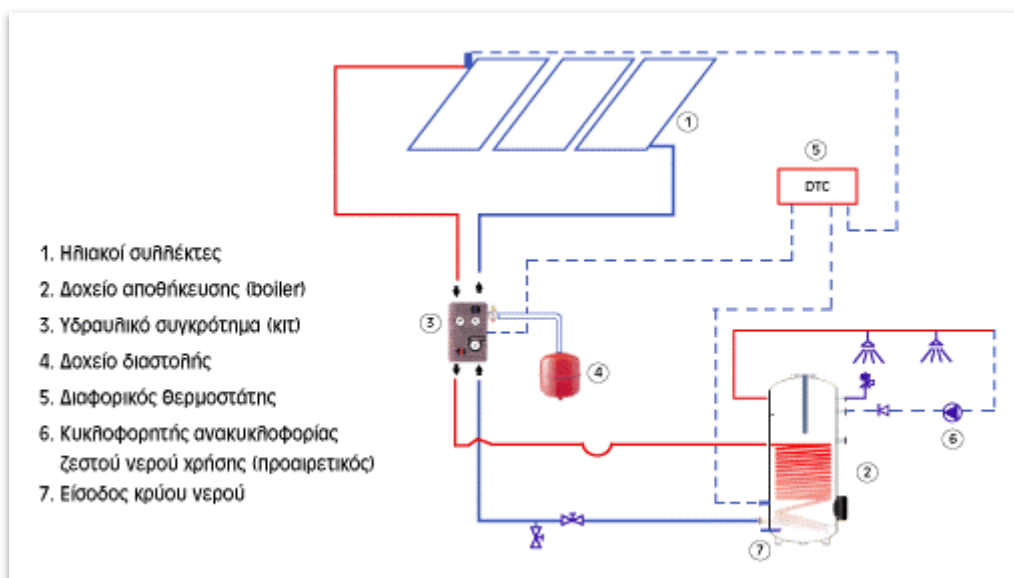 1
5
DTC
1. Ηλιακοί συλλέκτες
2. Δοχείο αποθήκευσης (boiler)
3. Υδραυλικό συγκρότημα (κιτ)
4. Δοχείο διαστολής
5. Διαφορικός θερμοστάτης
6. Κυκλοφορητής ανακυκλοφορίας
ζεστού νερού χρήσης (προαιρετικός)
7. Είσοδος κρύου νερού
3
4
6
2
7